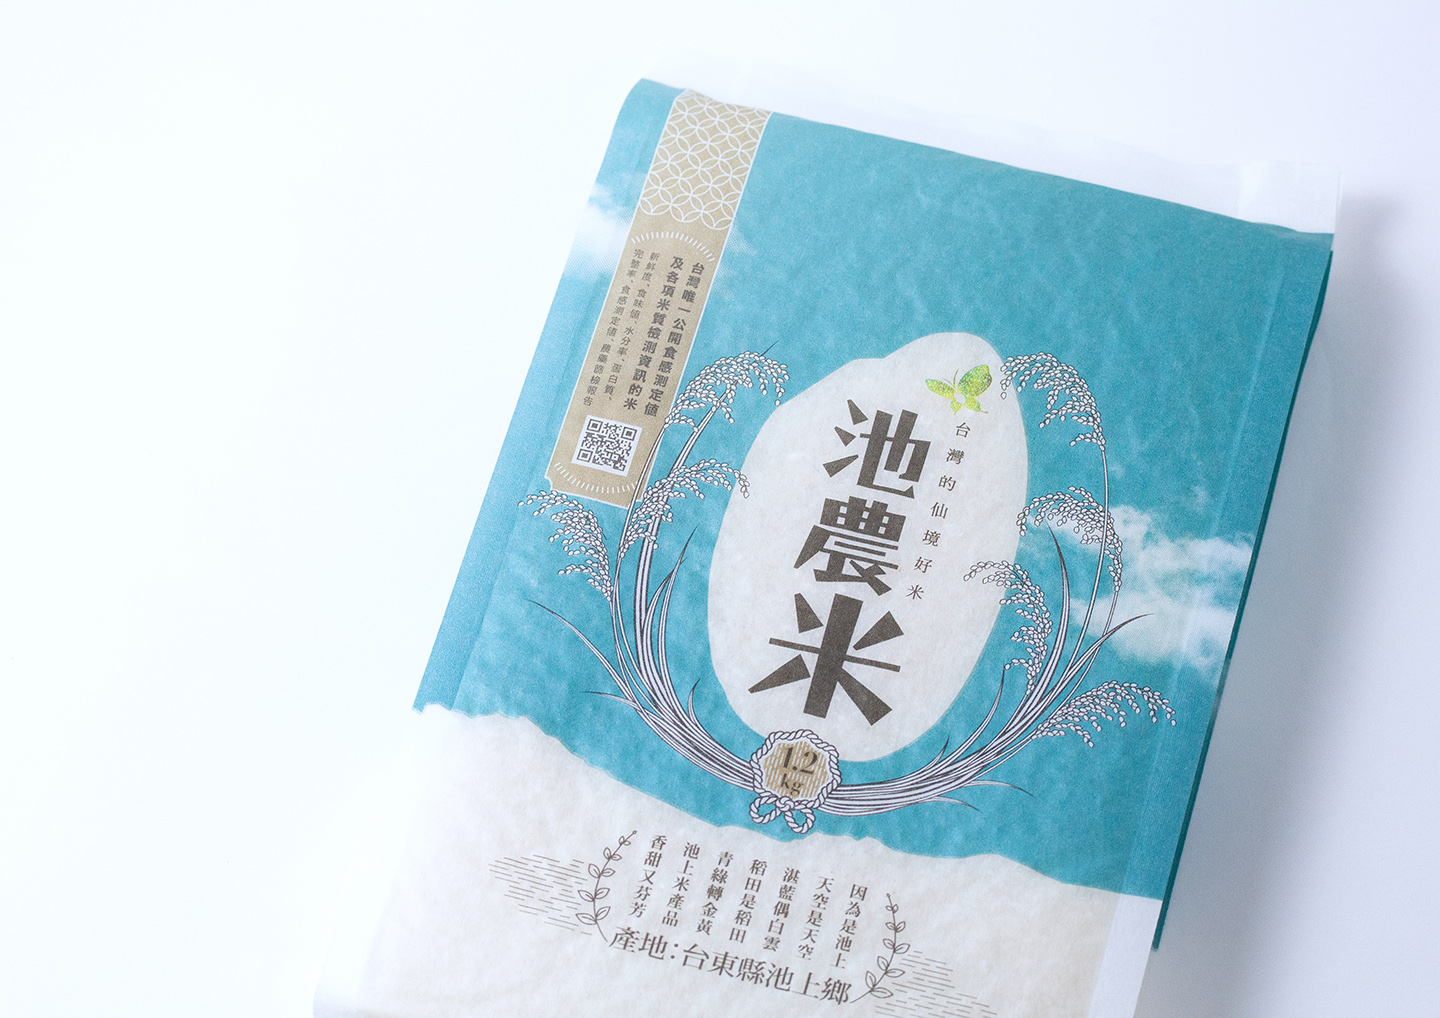 台灣唯一公開食感測定值
及各項米質檢測資訊的米
新鮮度、食味值、水分率、蛋白質、
完整率、食感測定值、農藥篩檢報告
台灣的仙境好米
池農米
1.2
kg
因為是池上
天空是天空
湛藍偶白雲
稻田是稻田
青綠轉金黃
池上米產品
香甜又芬芳
產地：台東縣池上鄉